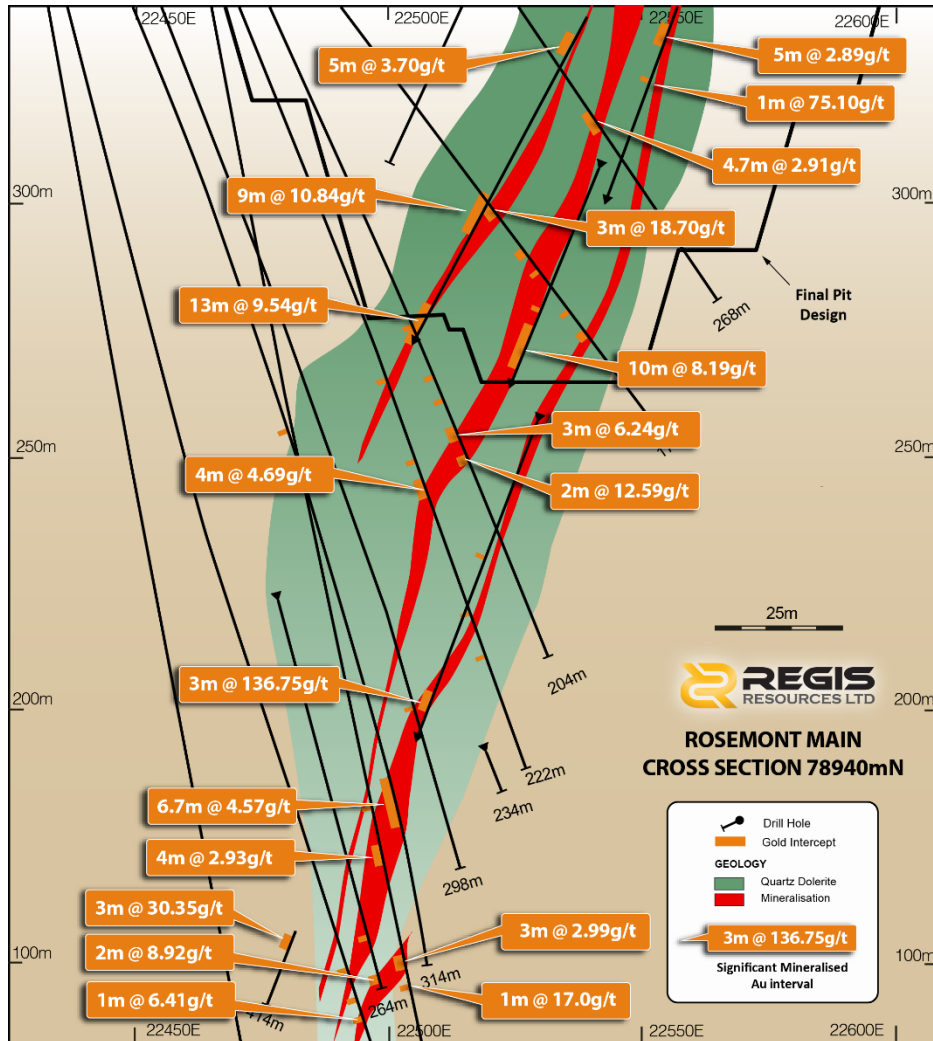 22450E
22500E
22550E
22600E
5m @ 3.70g/t
5m @ 2.89g/t
1m @ 75.10g/t
4.7m @ 2.91g/t
300m
300m
9m @ 10.84g/t
3m @ 18.70g/t
13m @ 9.54g/t
268m
Final Pit
Design
10m @ 8.19g/t
3m @ 6.24g/t
250m
250m
4m @ 4.69g/t
2m @ 12.59g/t
25m
204m
3m @ 136.75g/t
REGIS
RESOURCES LTD
200m
200m
ROSEMONT MAIN
CROSS SECTION 78940mN
222m
234m
6.7m @ 4.57g/t
4m @ 2.93g/t
298m
Drill Hole
Gold Intercept
GEOLOGY
Quartz Dolerite
Mineralisation
3m @ 136.75g/t
Significant Mineralised
Au interval
3m @ 30.35g/t
3m @ 2.99g/t
2m @ 8.92g/t
100m
100m
314m
264m
1m @ 6.41g/t
1m @ 17.0g/t
414m
22450E
22500E
22550E
22600E